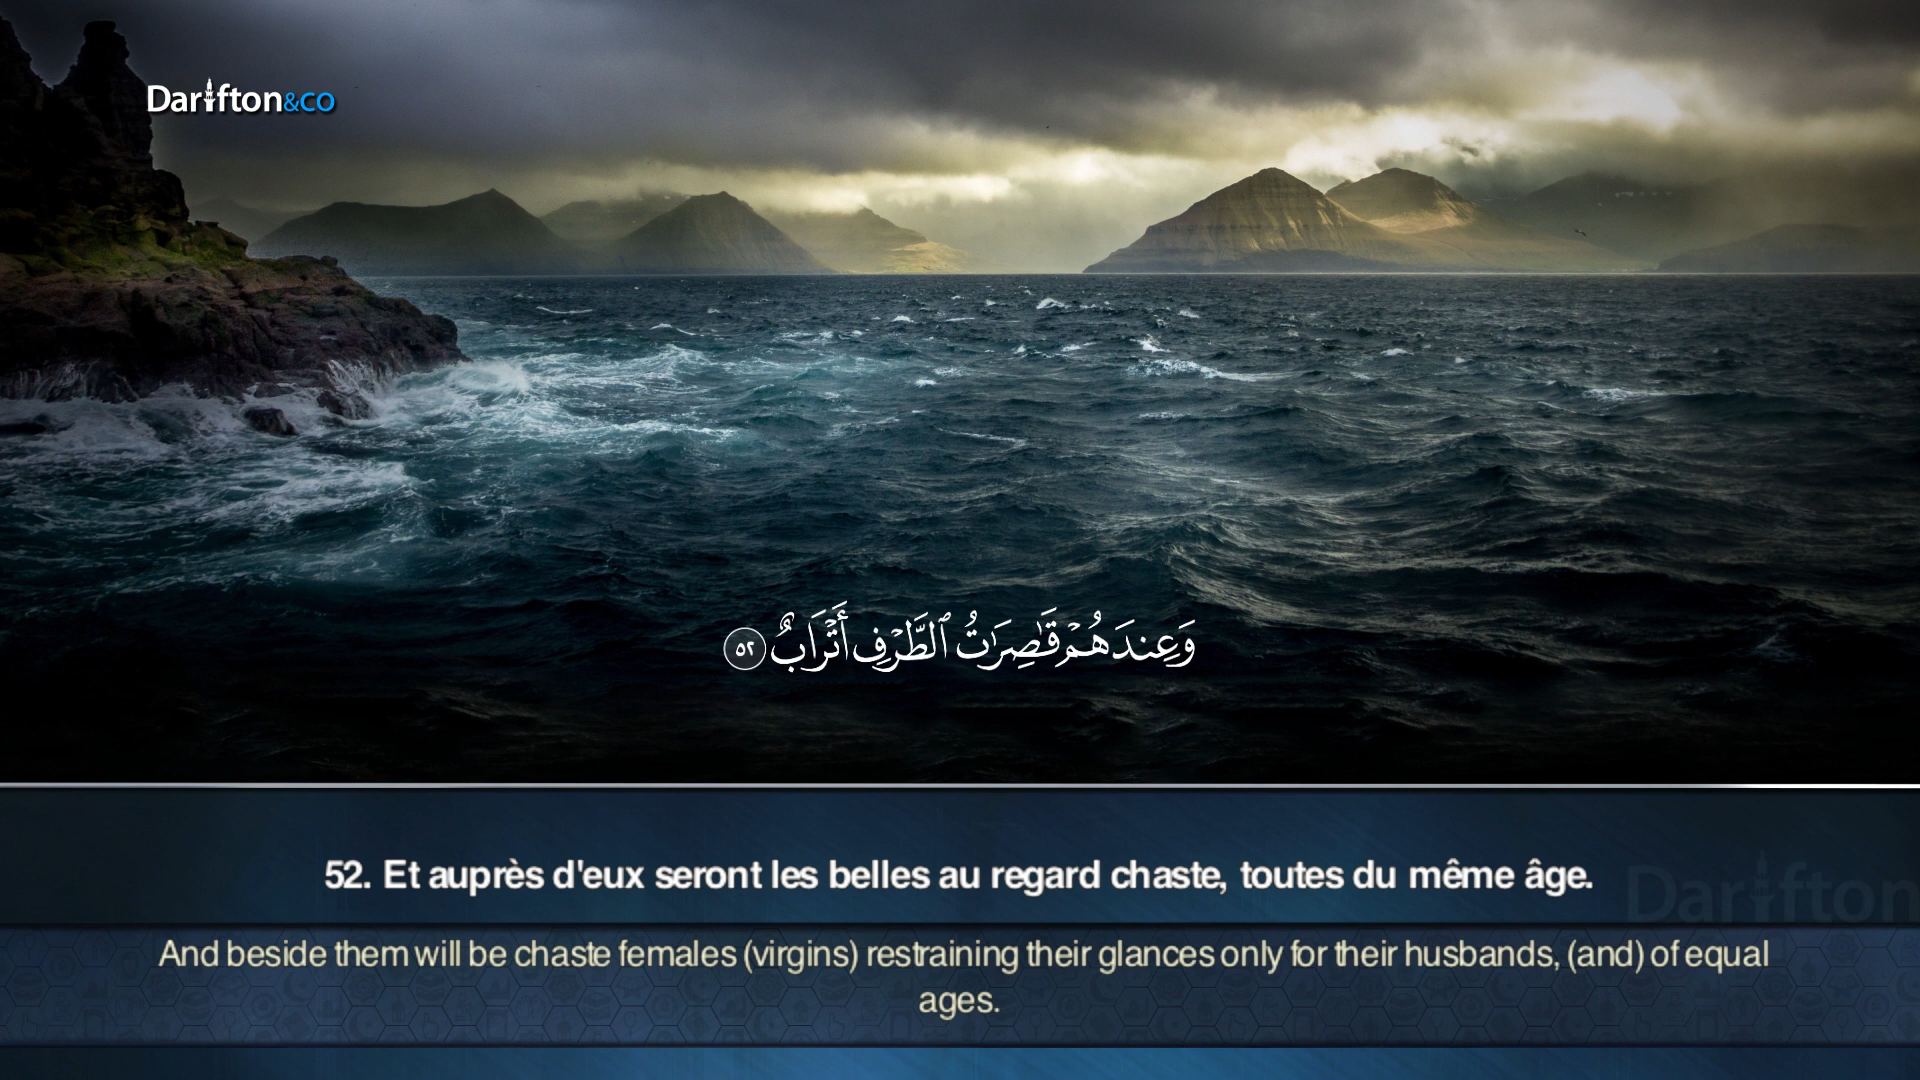 Darifton&co
وَعِندَهُمْ قَٰصِرَٰتُ ٱلطَّرْفِ أَتْرَابٌ ٥٢
52. Et auprès d'eux seront les belles au regard chaste, toutes du même âge.
Darifton
And beside them will be chaste females (virgins) restraining their glances only for their husbands, (and) of equal
ages.